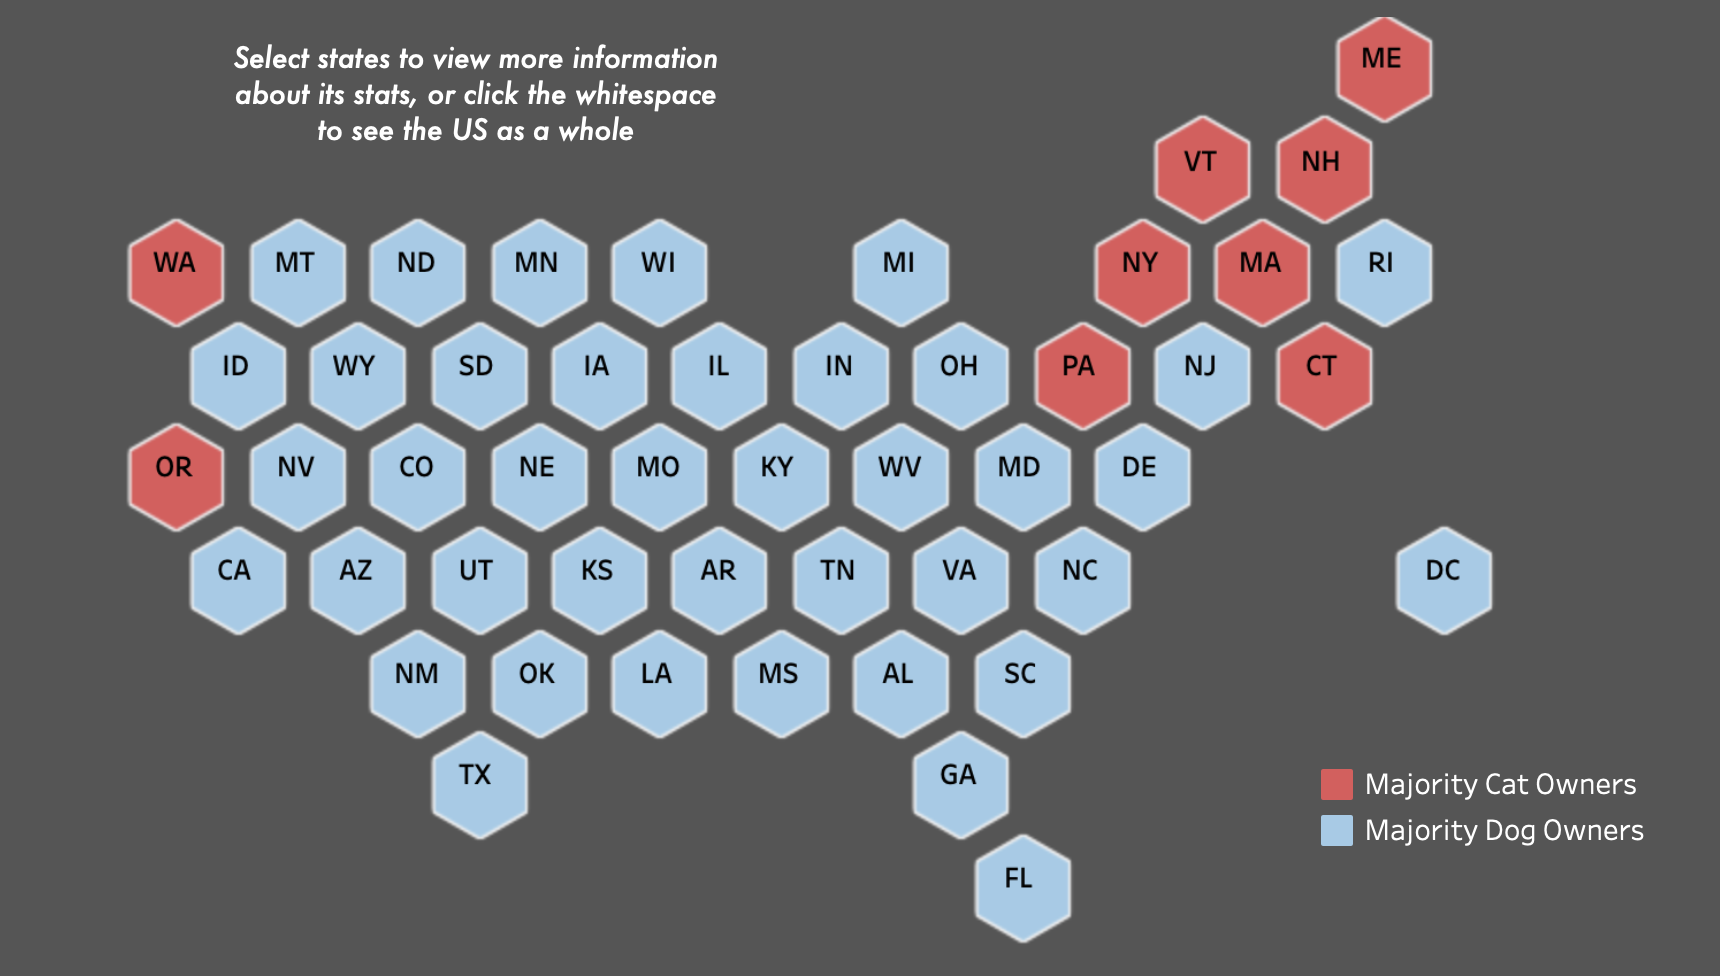 Select states to view more information
about its stats, or click the whitespace
to see the US as a whole
ME
VT NH
WA MT ND MN WI MI NY MA RI
ID WY SD IA IL IN OH PA NJ CT
OR NV CO NE MO KY WV MD DE
CA AZ UT KS AR TN VA NC DC
NM OK LA MS AL SC
TX GA
FL
Majority Cat Owners
Majority Dog Owners